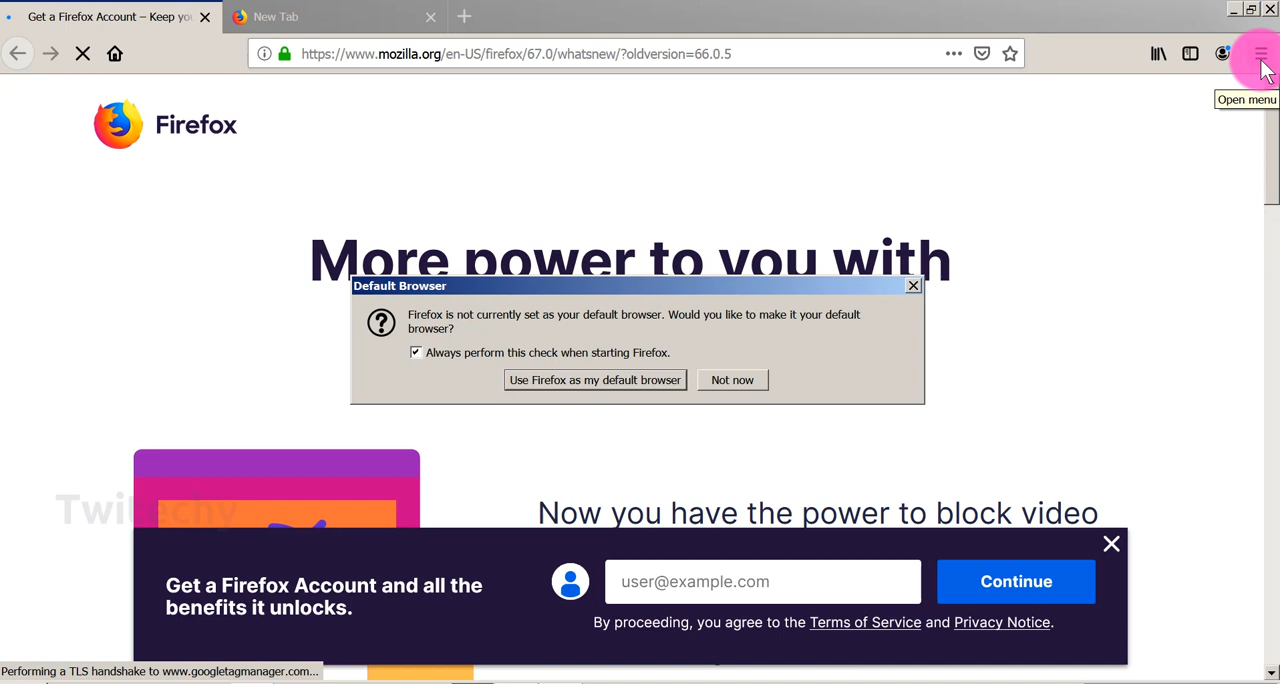 Get a Firefox Account – Keep yo
New Tab
https://www.mozilla.org/en-US/firefox/67.0/whatsnew/?oldversion=66.0.5
Open menu
Firefox
More power to you with
Default Browser
Firefox is not currently set as your default browser. Would you like to make it your default
browser?
Always perform this check when starting Firefox.
Use Firefox as my default browser
Not now
Twitechy
Now you have the power to block video
Get a Firefox Account and all the
benefits it unlocks.
user@example.com
Continue
By proceeding, you agree to the Terms of Service and Privacy Notice.
Performing a TLS handshake to www.googletagmanager.com...